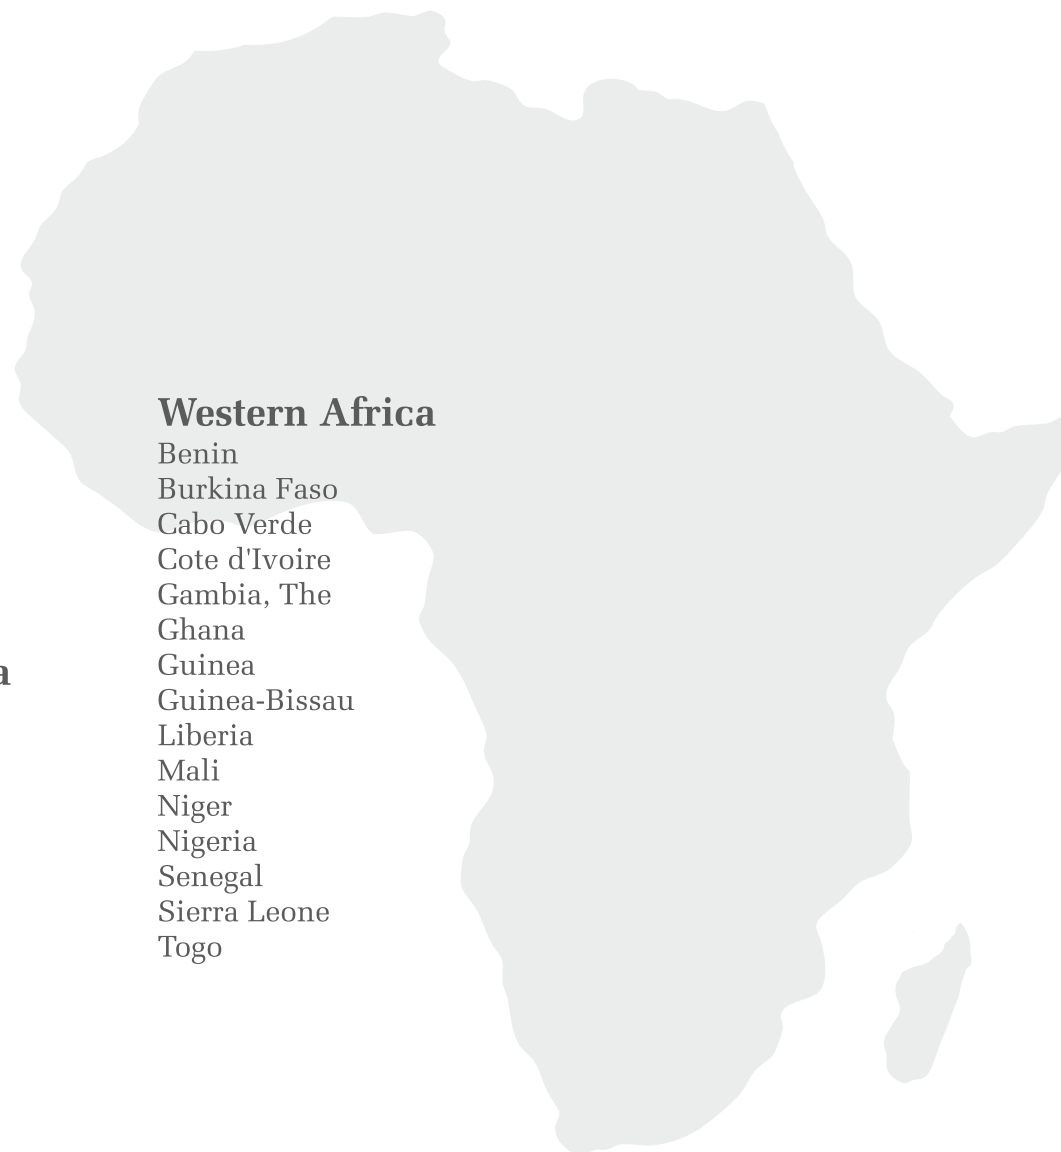 Western Africa
Benin
Burkina Faso
Cabo Verde
Cote d'Ivoire
Gambia, The
Ghana
Guinea
Guinea-Bissau
Liberia
Mali
Niger
Nigeria
Senegal
Sierra Leone
Togo